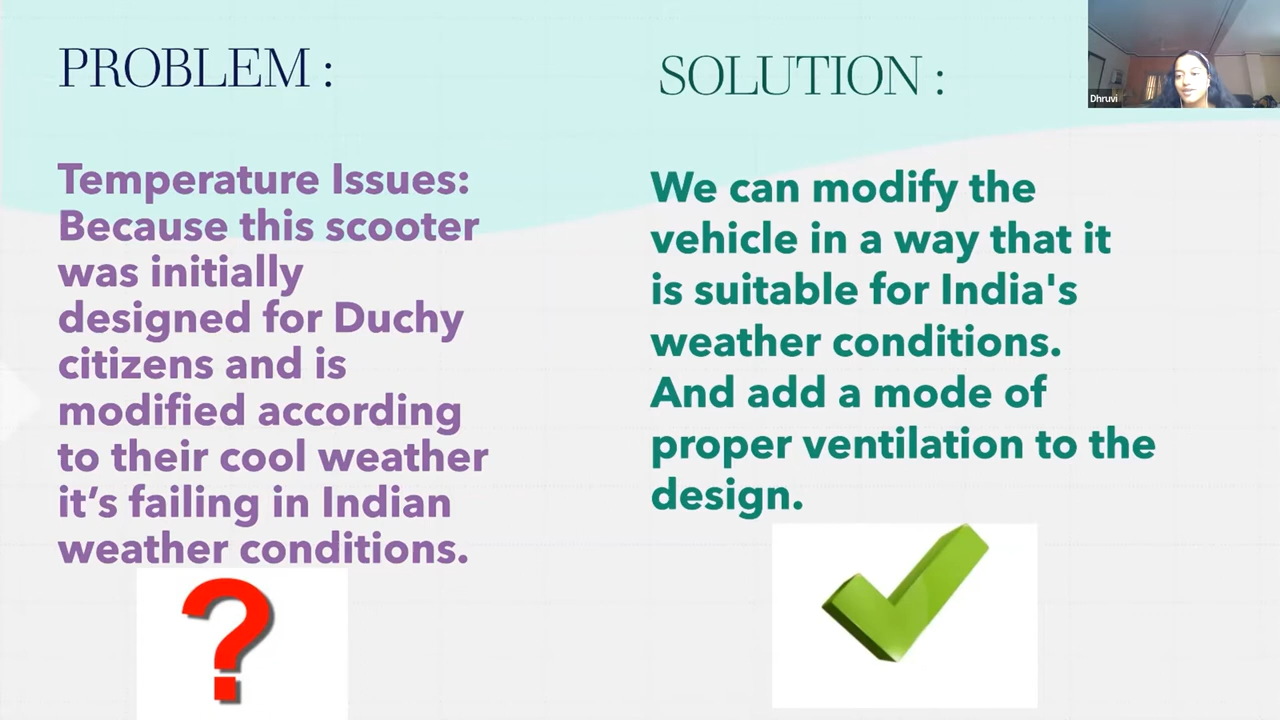 PROBLEM :
Temperature Issues:
Because this scooter
was initially
designed for Duchy
citizens and is
modified according
to their cool weather
it’s failing in Indian
weather conditions.
?
SOLUTION :
We can modify the
vehicle in a way that it
is suitable for India's
weather conditions.
And add a mode of
proper ventilation to the
design.
Dhruvi